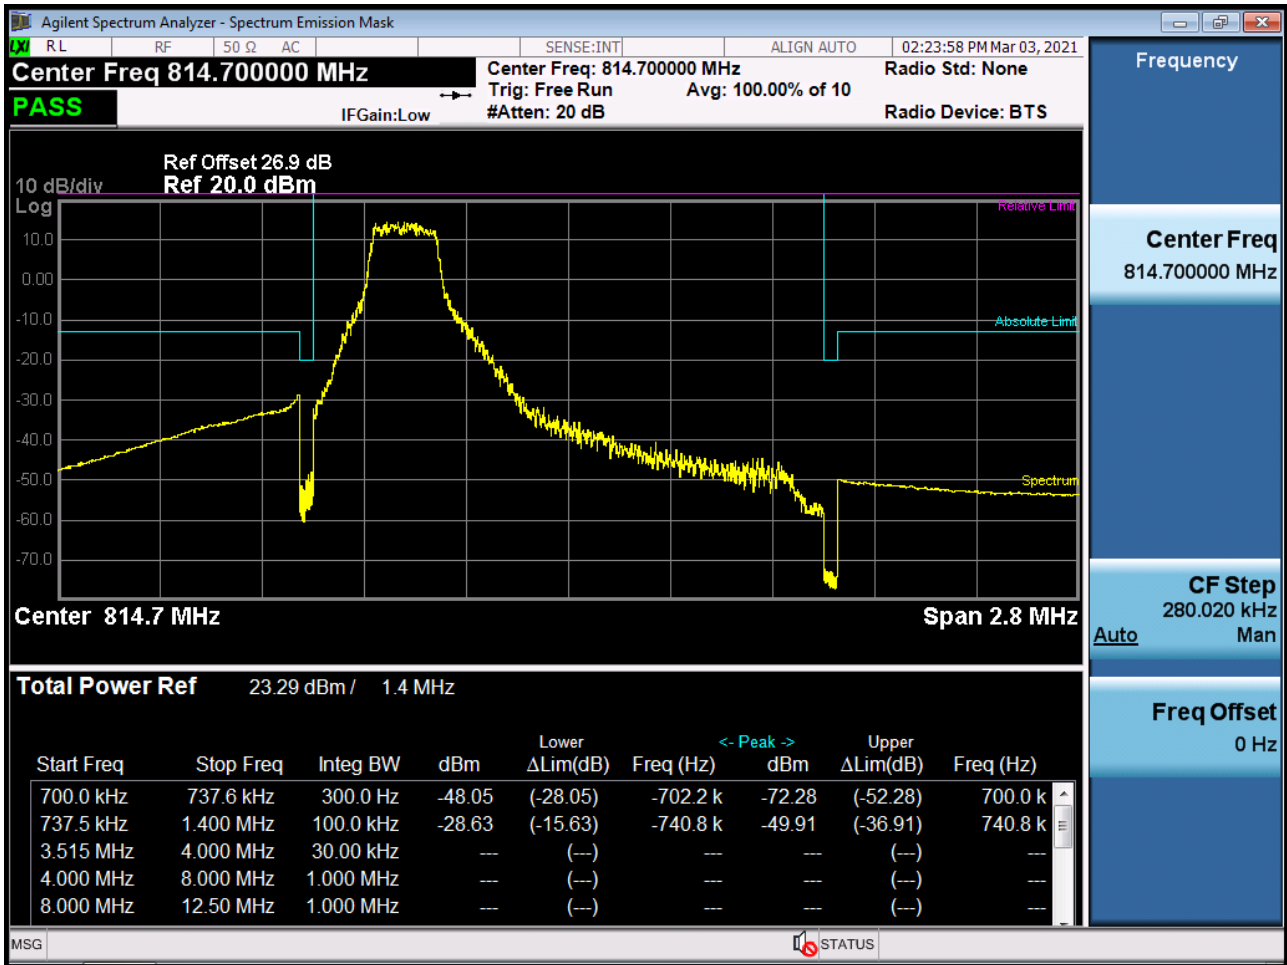 Agilent Spectrum Analyzer - Spectrum Emission Mask
LXI RL RF 50 Ω AC SENSE:INT ALIGN AUTO 02:23:58 PM Mar 03, 2021
Center Freq 814.700000 MHz
PASS
IFGain:Low
Center Freq: 814.700000 MHz
Trig: Free Run Avg: 100.00% of 10
#Atten: 20 dB
Radio Std: None
Radio Device: BTS
Ref Offset 26.9 dB
10 dB/div Ref 20.0 dBm
Log
Relative Limit
10.0
0.00
-10.0
Absolute Limit
-20.0
-30.0
-40.0
-50.0
Spectrum
-60.0
-70.0
Center 814.7 MHz Span 2.8 MHz
Total Power Ref 23.29 dBm / 1.4 MHz
Lower <- Peak -> Upper
Start Freq Stop Freq Integ BW dBm ΔLim(dB) Freq (Hz) dBm ΔLim(dB) Freq (Hz)
700.0 kHz 737.6 kHz 300.0 Hz -48.05 (-28.05) -702.2 k -72.28 (-52.28) 700.0 k
737.5 kHz 1.400 MHz 100.0 kHz -28.63 (-15.63) -740.8 k -49.91 (-36.91) 740.8 k
3.515 MHz 4.000 MHz 30.00 kHz --- (---) --- --- (---) ---
4.000 MHz 8.000 MHz 1.000 MHz --- (---) --- --- (---) ---
8.000 MHz 12.50 MHz 1.000 MHz --- (---) --- --- (---) ---
MSG STATUS
Frequency
Center Freq
814.700000 MHz
CF Step
280.020 kHz
Auto Man
Freq Offset
0 Hz